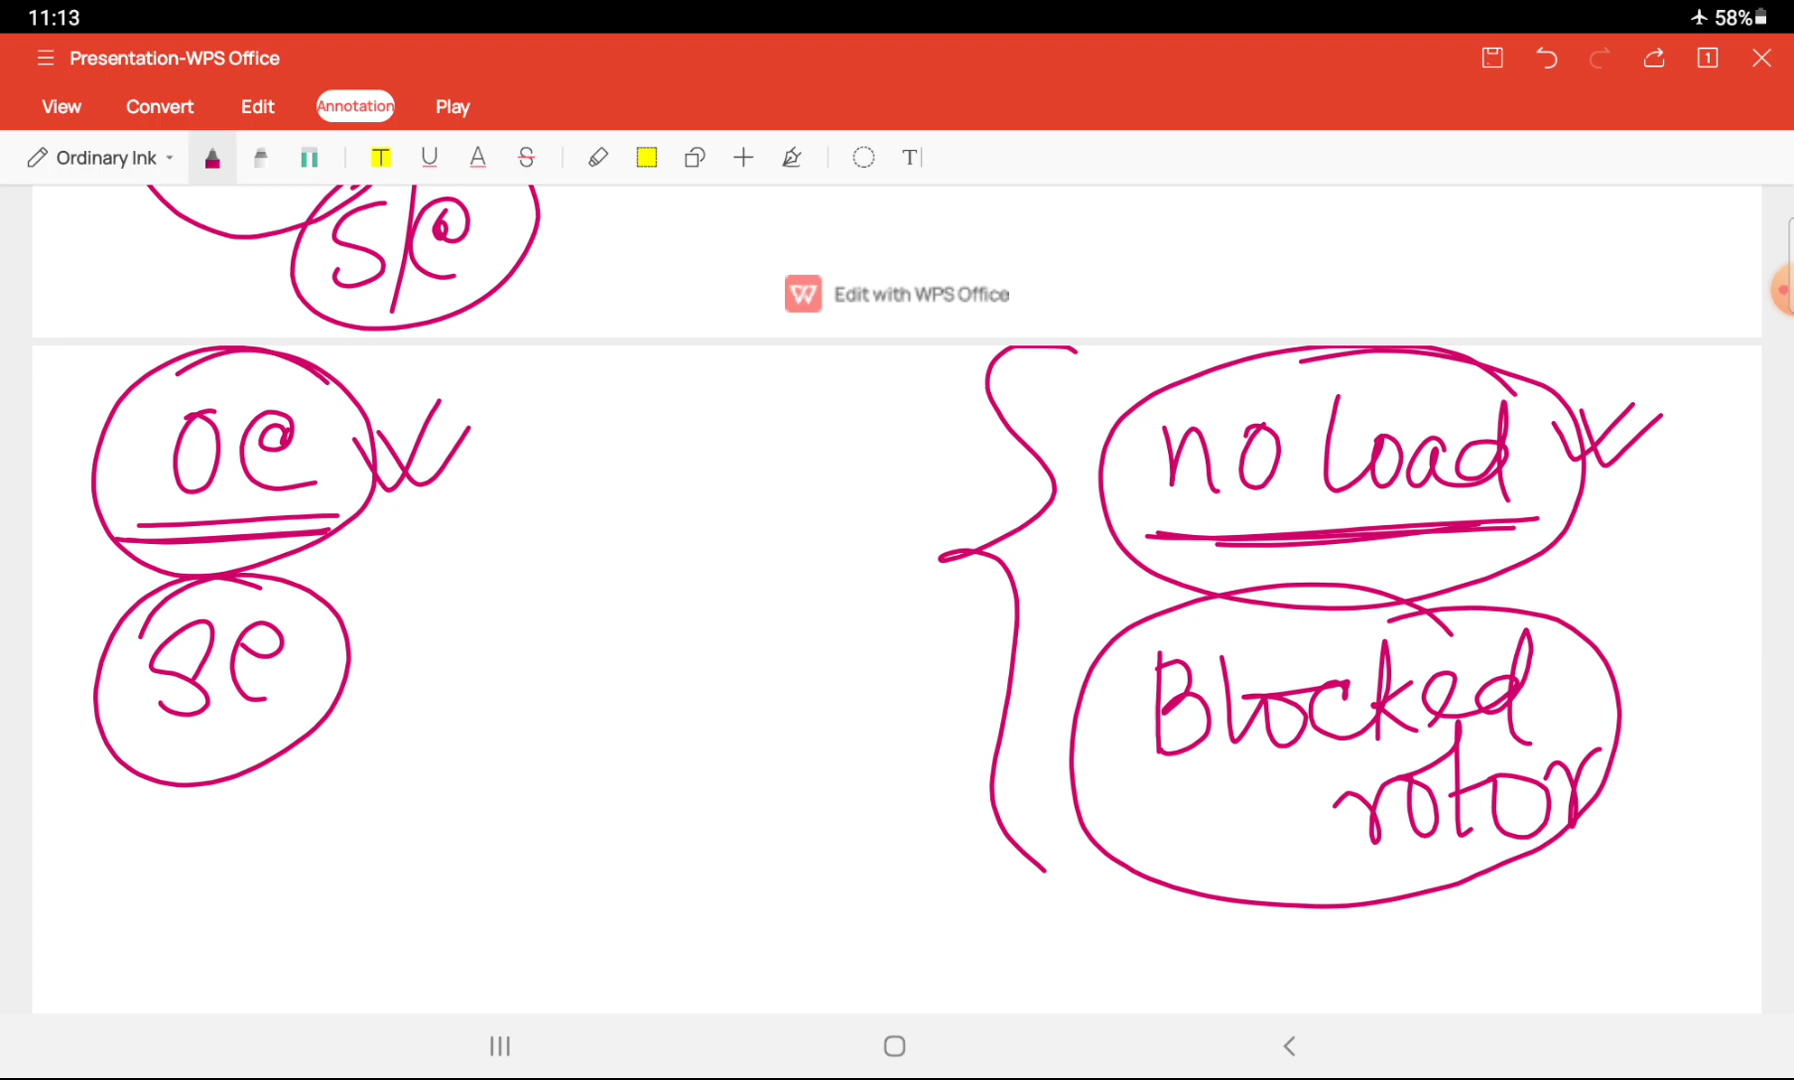 11:13
58%
Presentation-WPS Office
1
View Convert Edit Annotation Play
Ordinary Ink T U A S T
S/C
Edit with WPS Office
OC
SC
no load
Blocked
rotor